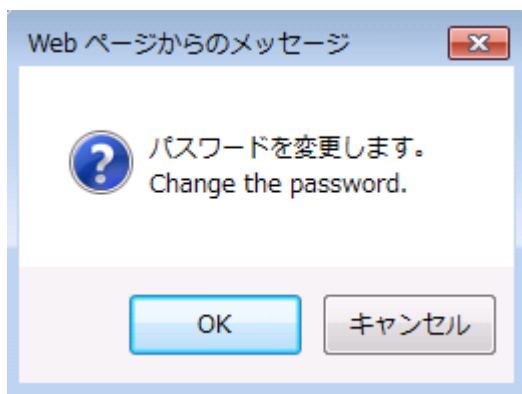 Web ページからのメッセージ
パスワードを変更します。
Change the password.
OK
キャンセル